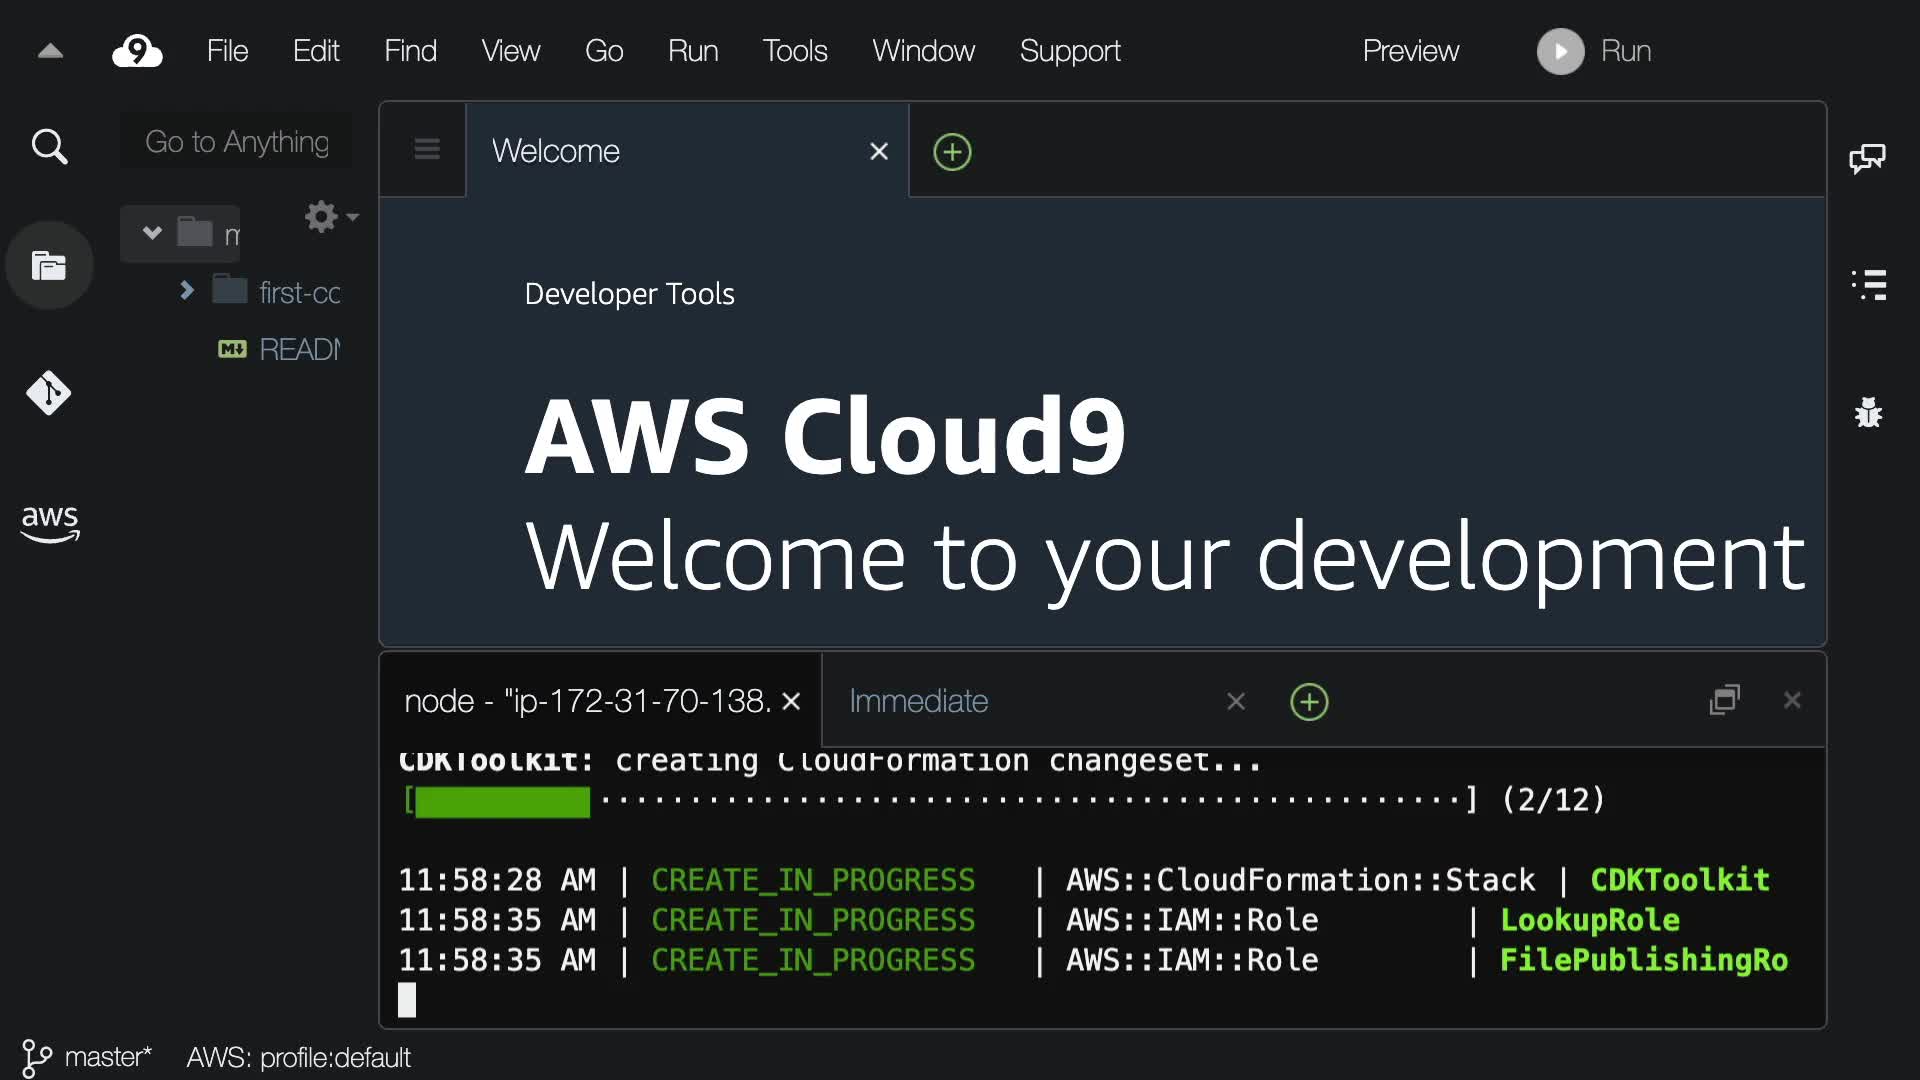 9 File Edit Find View Go Run Tools Window Support Preview Run
Go to Anything
Welcome
m
first-co
READ
Developer Tools
AWS Cloud9
Welcome to your development
aws
node - "ip-172-31-70-138.
Immediate
CDKToolkit: creating CloudFormation changeset...
[··············································] (2/12)
11:58:28 AM | CREATE_IN_PROGRESS | AWS::CloudFormation::Stack | CDKToolkit
11:58:35 AM | CREATE_IN_PROGRESS | AWS::IAM::Role | LookupRole
11:58:35 AM | CREATE_IN_PROGRESS | AWS::IAM::Role | FilePublishingRo
master* AWS: profile:default